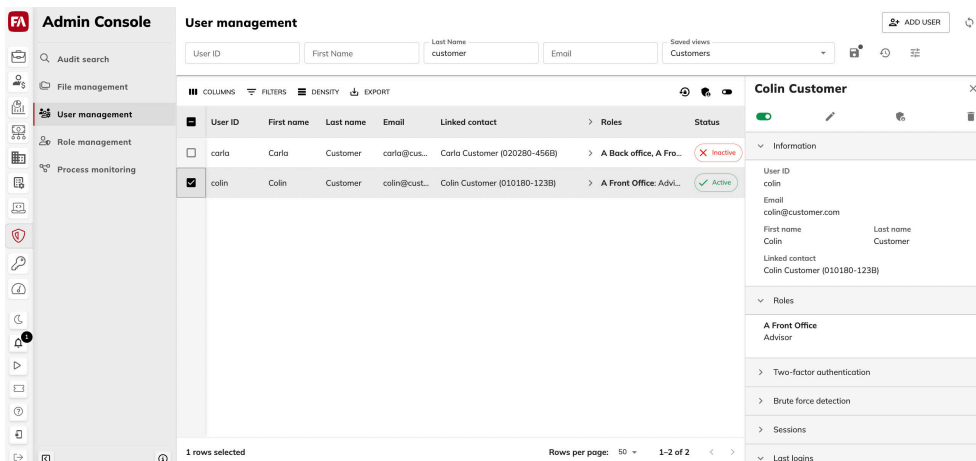 FA
Admin Console
Audit search
File management
User management
Role management
Process monitoring
1
User management
ADD USER
User ID
First Name
Last Name
customer
Email
Saved views
Customers
COLUMNS FILTERS DENSITY EXPORT
User ID First name Last name Email Linked contact Roles Status
carla Carla Customer carla@cus... Carla Customer (020280-456B) A Back office, A Fro... Inactive
colin Colin Customer colin@cust... Colin Customer (010180-123B) A Front Office: Advi... Active
1 rows selected
Rows per page: 50 1–2 of 2
Colin Customer
Information
User ID
colin
Email
colin@customer.com
First name Last name
Colin Customer
Linked contact
Colin Customer (010180-123B)
Roles
A Front Office
Advisor
Two-factor authentication
Brute force detection
Sessions
Last logins